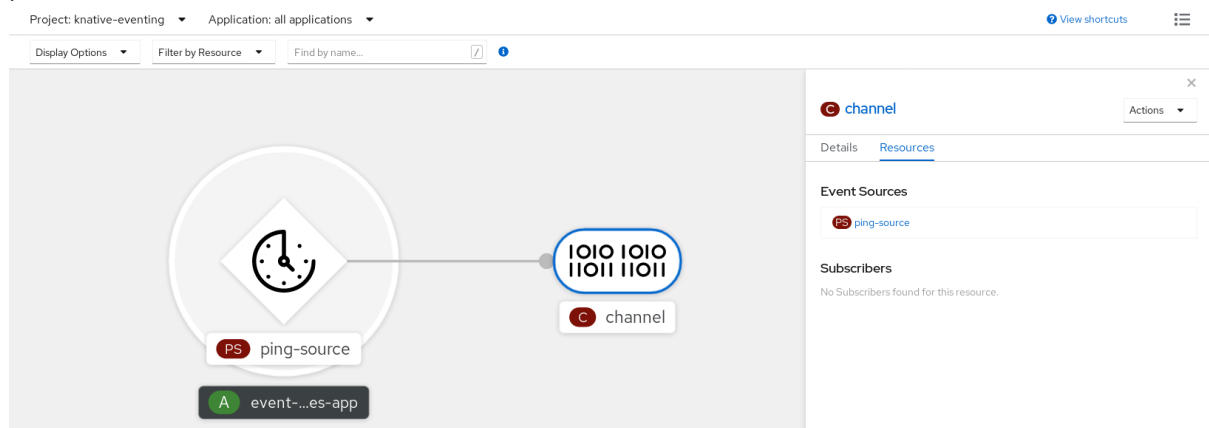 Project: knative-eventing Application: all applications View shortcuts
Display Options Filter by Resource Find by name... /
C channel Actions
Details Resources
Event Sources
PS ping-source
Subscribers
No Subscribers found for this resource.
1010 1010
11011 11011
C channel
PS ping-source
A event-...es-app